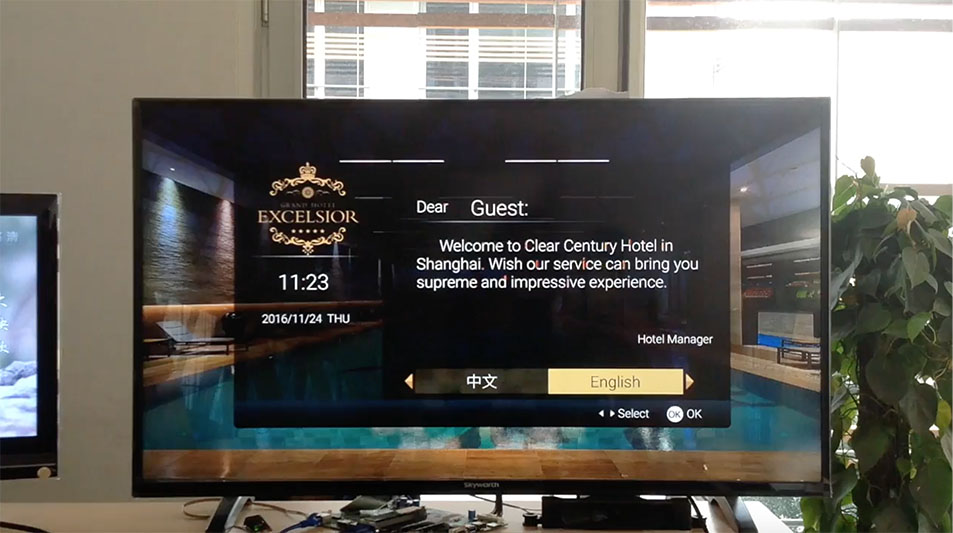 GRAND HOTEL
EXCELSIOR
11:23
2016/11/24 THU
Dear Guest:
Welcome to Clear Century Hotel in
Shanghai. Wish our service can bring you
supreme and impressive experience.
Hotel Manager
中文
English
Select
OK OK
Skyworth